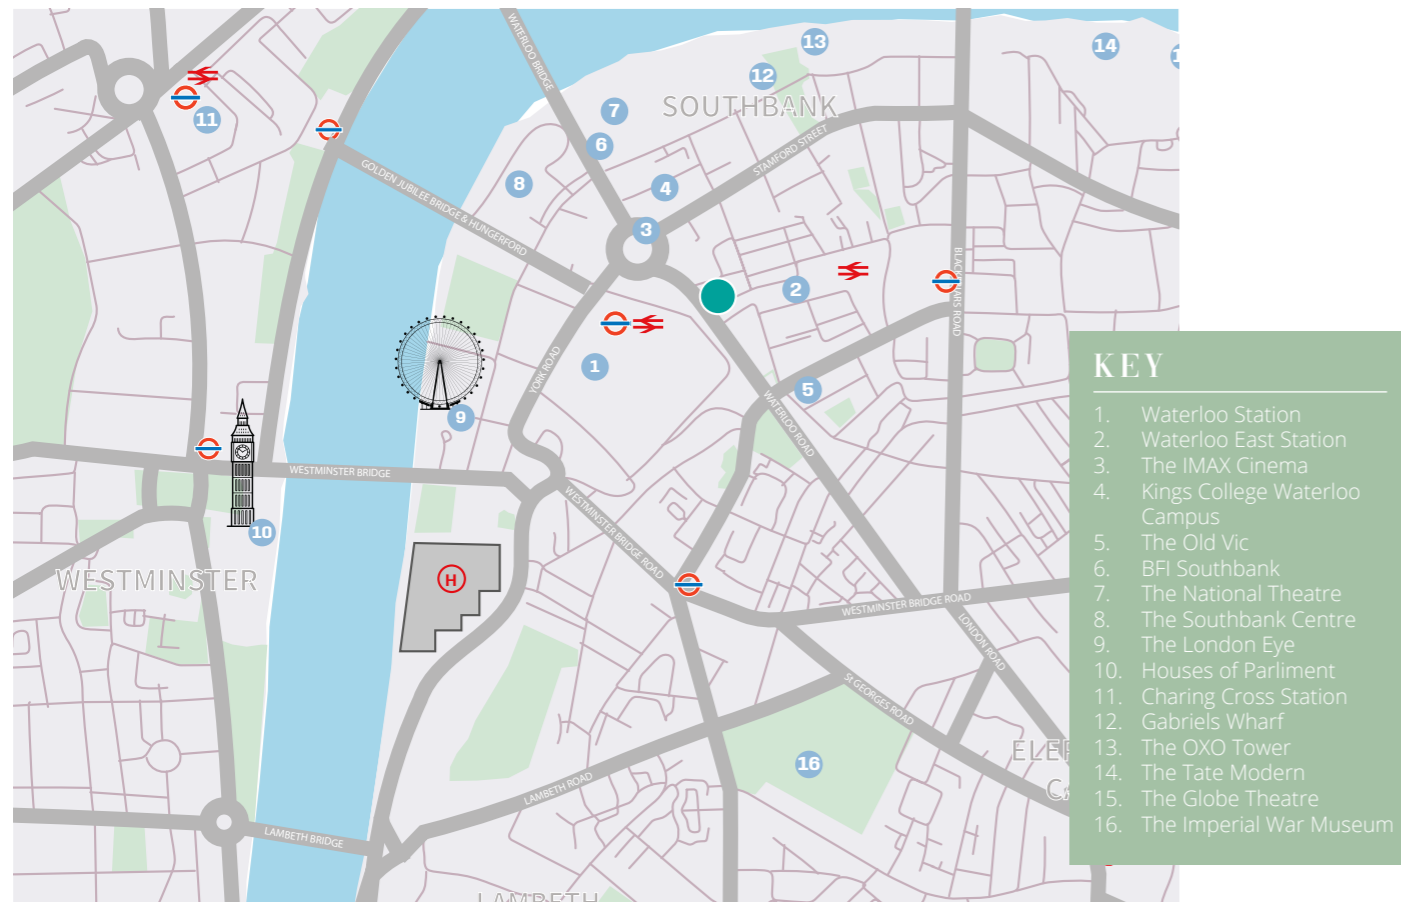 WATERLOO BRIDGE
13
14
12
11
7
SOUTHBANK
6
STAMFORD STREET
GOLDEN JUBILEE BRIDGE & HUNGERFORD
8
4
3
2
1
YORK ROAD
5
9
WATERLOO ROAD
WESTMINSTER BRIDGE
10
WESTMINSTER BRIDGE ROAD
WESTMINSTER
H
WESTMINSTER BRIDGE ROAD
LONDON ROAD
St GEORGES ROAD
16
LAMBETH ROAD
LAMBETH BRIDGE
LAMBETH
KEY
1. Waterloo Station
2. Waterloo East Station
3. The IMAX Cinema
4. Kings College Waterloo
Campus
5. The Old Vic
6. BFI Southbank
7. The National Theatre
8. The Southbank Centre
9. The London Eye
10. Houses of Parliment
11. Charing Cross Station
12. Gabriels Wharf
13. The OXO Tower
14. The Tate Modern
15. The Globe Theatre
16. The Imperial War Museum